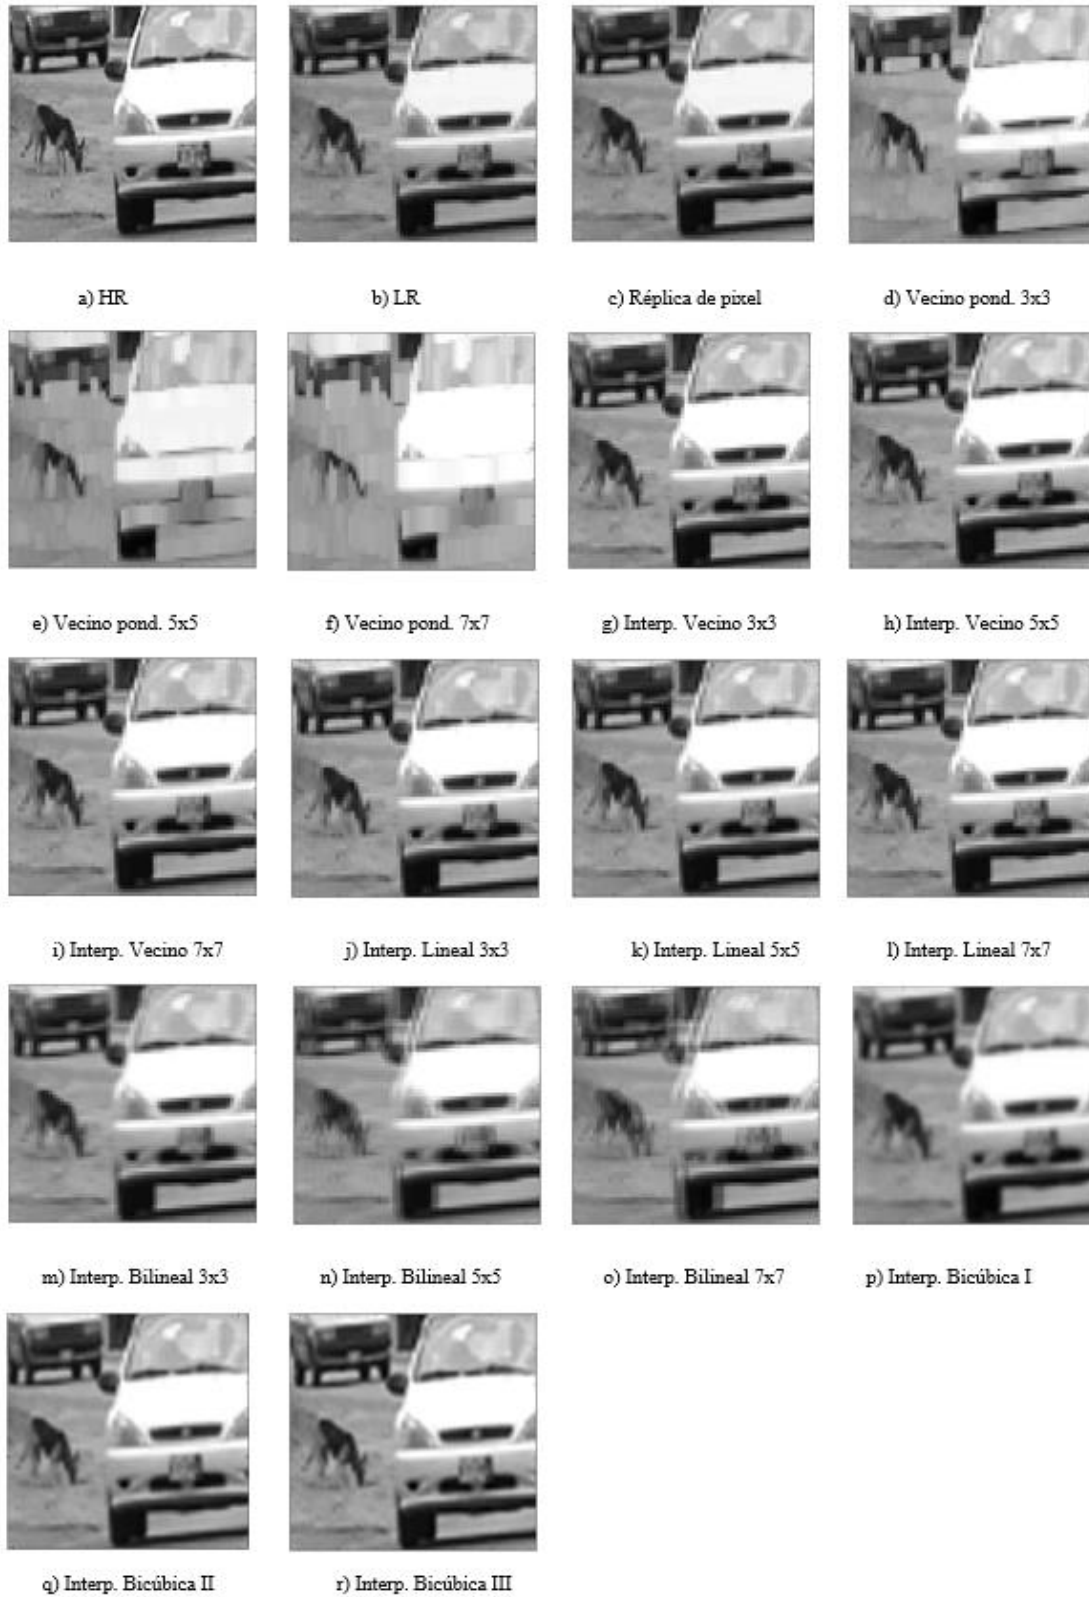 a) HR
b) LR
c) Réplica de pixel
d) Vecino pond. 3x3
e) Vecino pond. 5x5
f) Vecino pond. 7x7
g) Interp. Vecino 3x3
h) Interp. Vecino 5x5
i) Interp. Vecino 7x7
j) Interp. Lineal 3x3
k) Interp. Lineal 5x5
l) Interp. Lineal 7x7
m) Interp. Bilineal 3x3
n) Interp. Bilineal 5x5
o) Interp. Bilineal 7x7
p) Interp. Bicúbica I
q) Interp. Bicúbica II
r) Interp. Bicúbica III